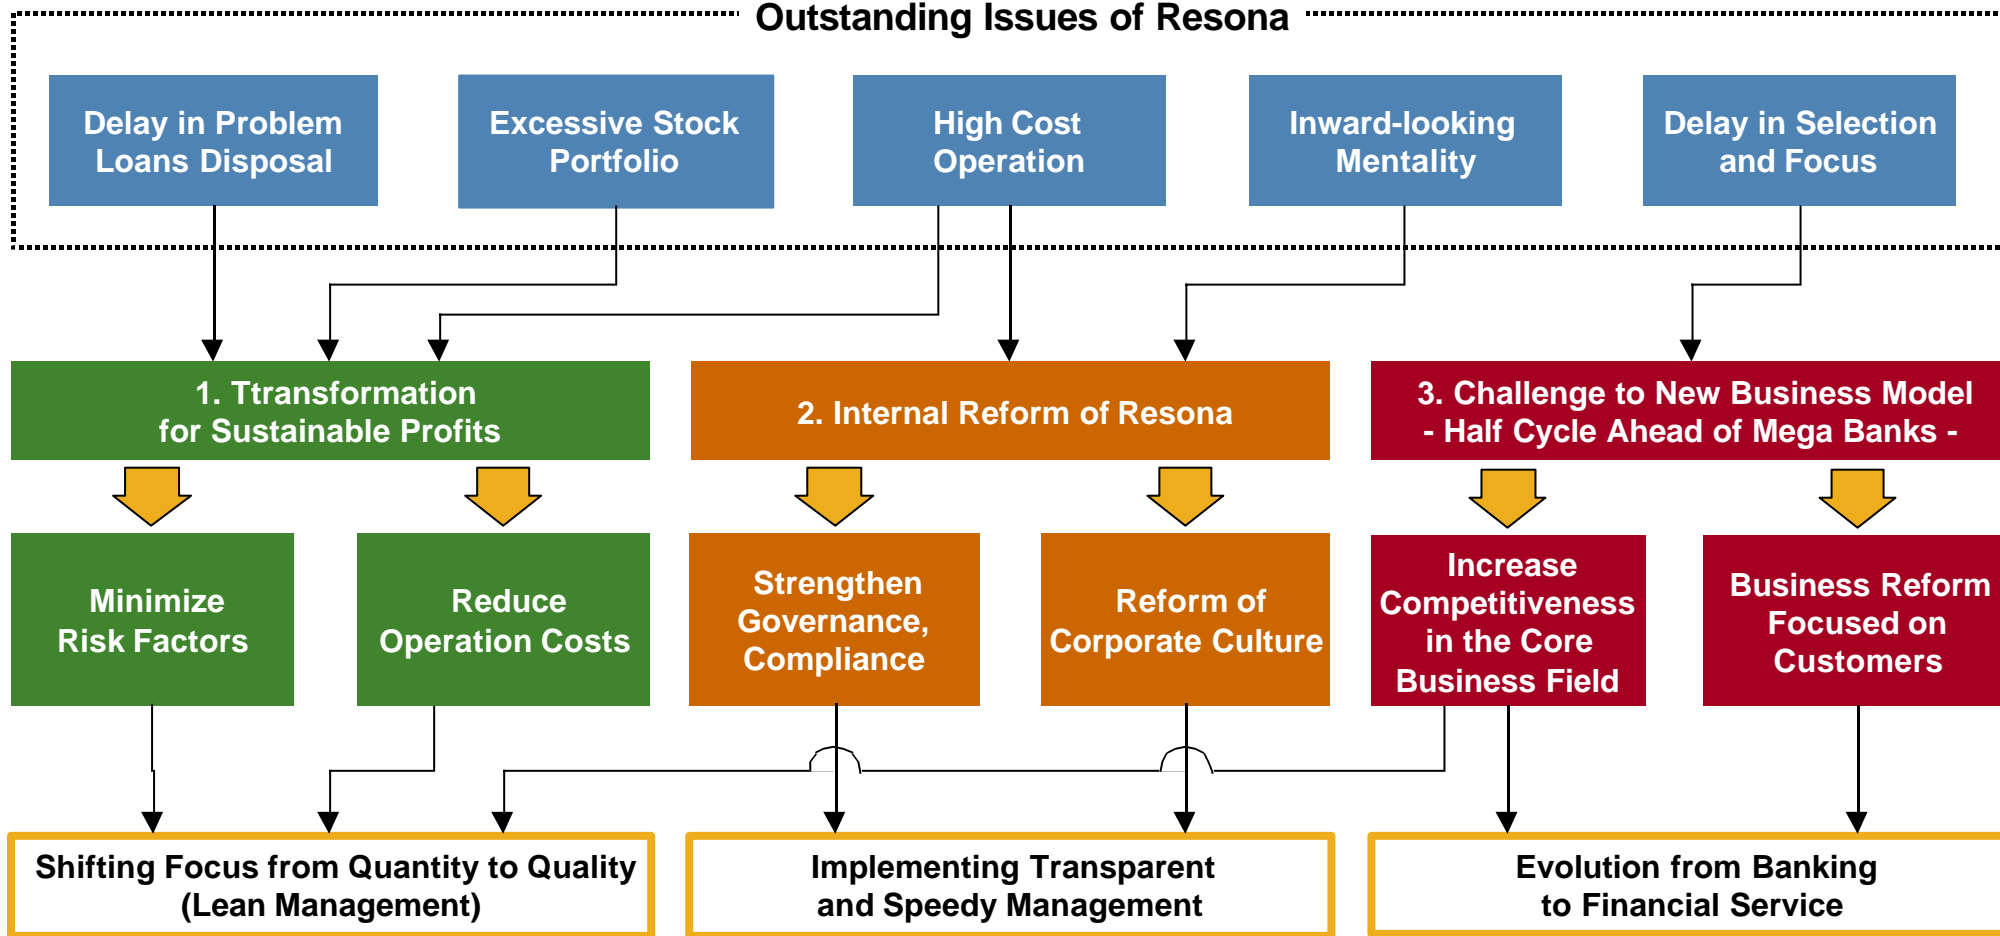 Outstanding Issues of Resona
Delay in Problem
Loans Disposal
Excessive Stock
Portfolio
High Cost
Operation
Inward-looking
Mentality
Delay in Selection
and Focus
1. Ttransformation
for Sustainable Profits
2. Internal Reform of Resona
3. Challenge to New Business Model
- Half Cycle Ahead of Mega Banks -
Minimize
Risk Factors
Reduce
Operation Costs
Strengthen
Governance,
Compliance
Reform of
Corporate Culture
Increase
Competitiveness
in the Core
Business Field
Business Reform
Focused on
Customers
Shifting Focus from Quantity to Quality
(Lean Management)
Implementing Transparent
and Speedy Management
Evolution from Banking
to Financial Service